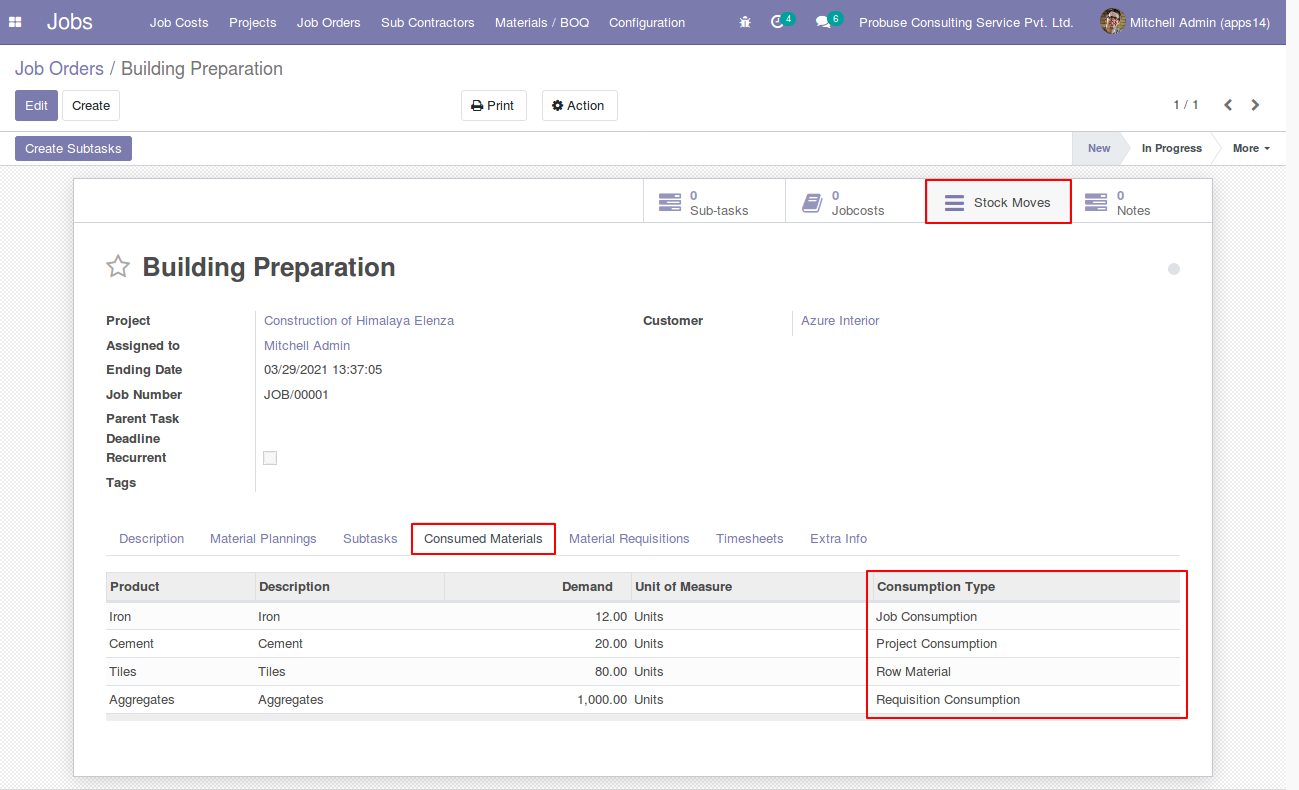 Jobs Job Costs Projects Job Orders Sub Contractors Materials / BOQ Configuration 4 6 Probuse Consulting Service Pvt. Ltd. Mitchell Admin (apps14)
Job Orders / Building Preparation
Edit Create Print Action 1 / 1
Create Subtasks New In Progress More
0 Sub-tasks 0 Jobcosts Stock Moves 0 Notes
Building Preparation
Project Construction of Himalaya Elenza Customer Azure Interior
Assigned to Mitchell Admin
Ending Date 03/29/2021 13:37:05
Job Number JOB/00001
Parent Task
Deadline
Recurrent
Tags
Description Material Plannings Subtasks Consumed Materials Material Requisitions Timesheets Extra Info
Product Description Demand Unit of Measure Consumption Type
Iron Iron 12.00 Units Job Consumption
Cement Cement 20.00 Units Project Consumption
Tiles Tiles 80.00 Units Row Material
Aggregates Aggregates 1,000.00 Units Requisition Consumption